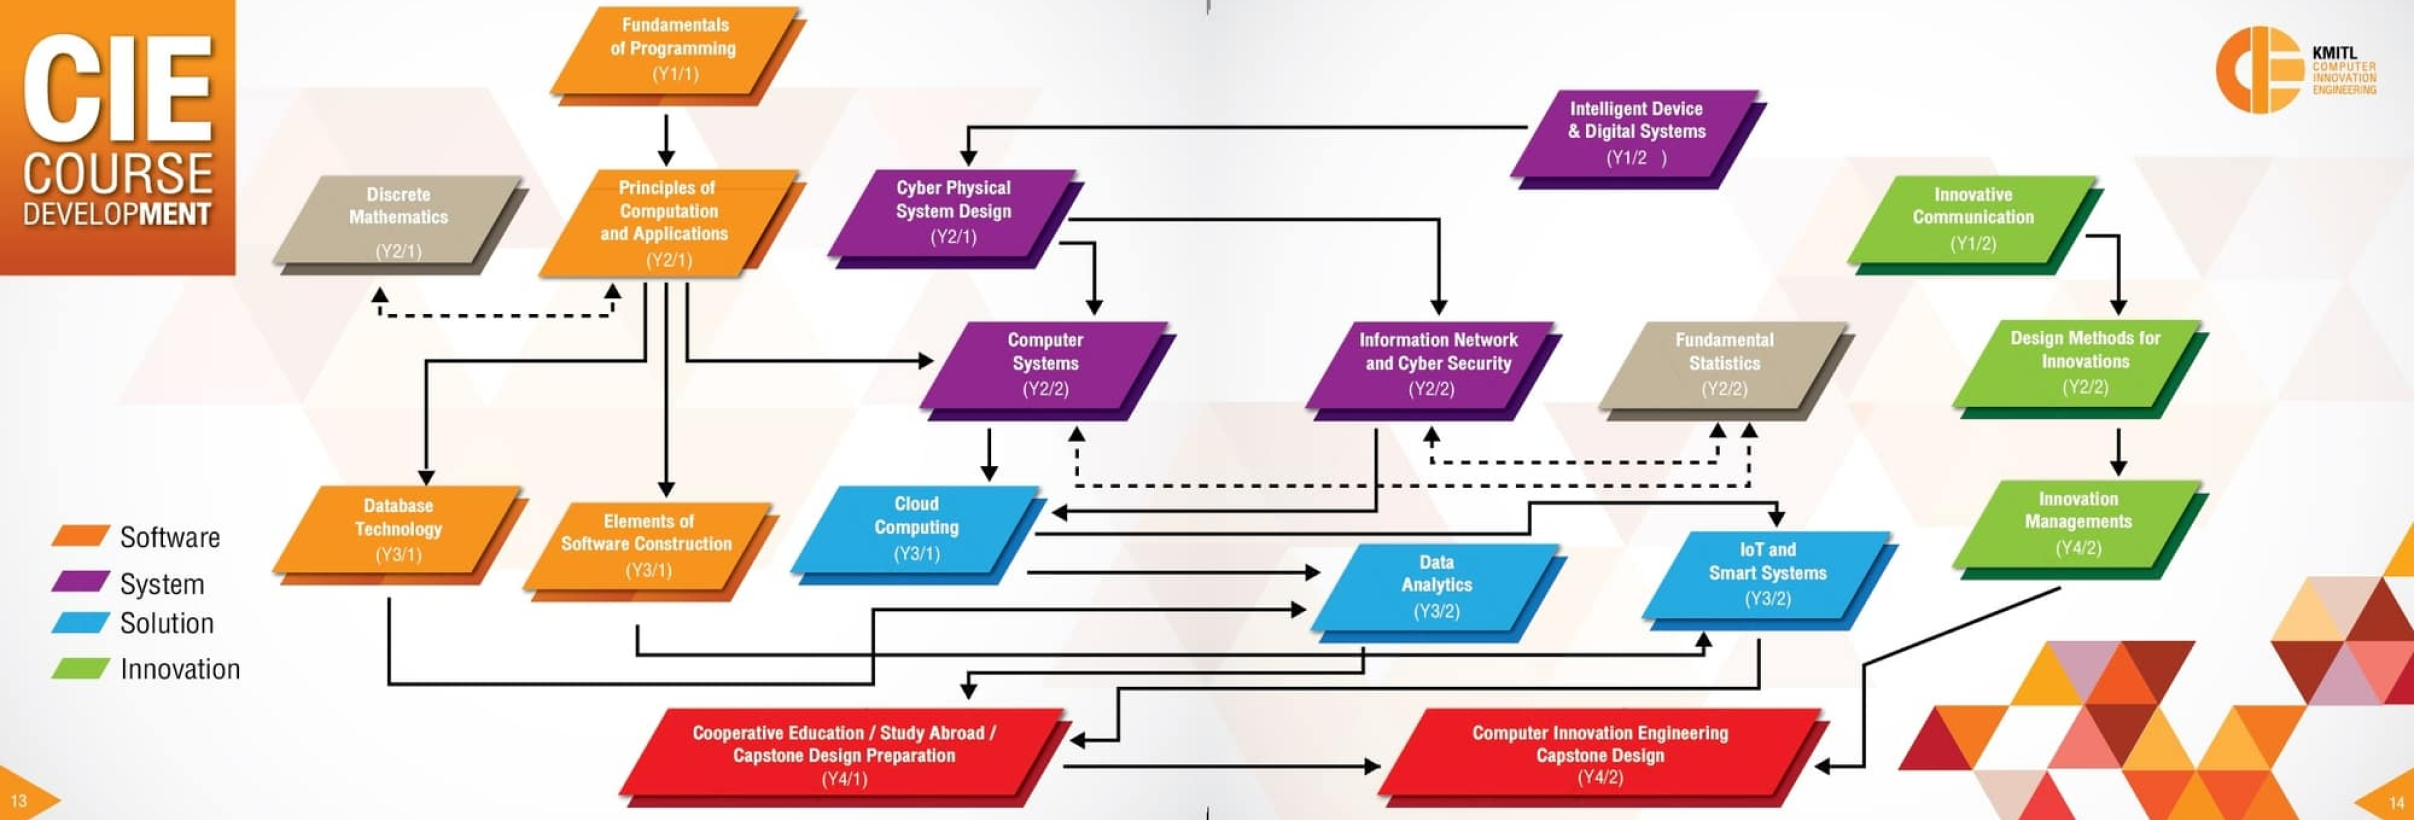 CIE
COURSE
DEVELOPMENT
Fundamentals
of Programming
(Y1/1)
KMITL
COMPUTER
INNOVATION
ENGINEERING
Intelligent Device
& Digital Systems
(Y1/2 )
Discrete
Mathematics
(Y2/1)
Principles of
Computation
and Applications
(Y2/1)
Cyber Physical
System Design
(Y2/1)
Innovative
Communication
(Y1/2)
Computer
Systems
(Y2/2)
Information Network
and Cyber Security
(Y2/2)
Fundamental
Statistics
(Y2/2)
Design Methods for
Innovations
(Y2/2)
Database
Technology
(Y3/1)
Elements of
Software Construction
(Y3/1)
Cloud
Computing
(Y3/1)
Data
Analytics
(Y3/2)
IoT and
Smart Systems
(Y3/2)
Innovation
Managements
(Y4/2)
Software
System
Solution
Innovation
Cooperative Education / Study Abroad /
Capstone Design Preparation
(Y4/1)
Computer Innovation Engineering
Capstone Design
(Y4/2)
13
14